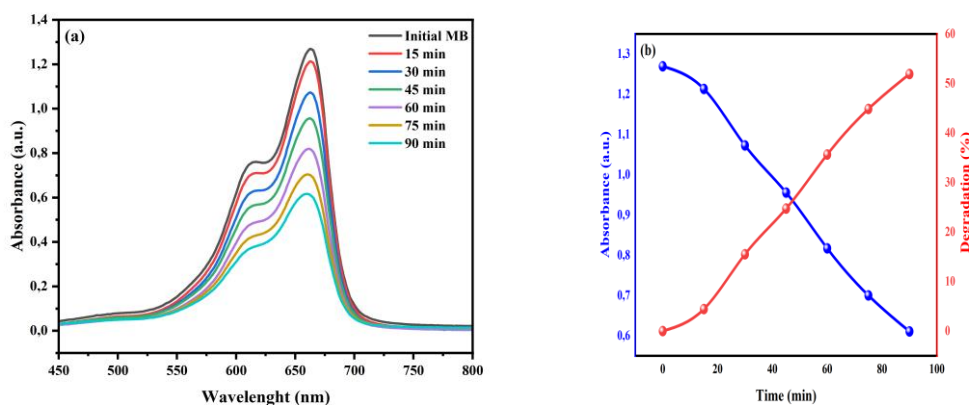 (a)
Initial MB
15 min
30 min
45 min
60 min
75 min
90 min
Absorbance (a.u.)
1,4
1,2
1,0
0,8
0,6
0,4
0,2
0,0
450 500 550 600 650 700 750 800
Wavelenght (nm)
(b)
Absorbance (a.u.)
1,3
1,2
1,1
1,0
0,9
0,8
0,7
0,6
60
50
40
30
20
10
0
Degradation (%)
0 20 40 60 80 100
Time (min)